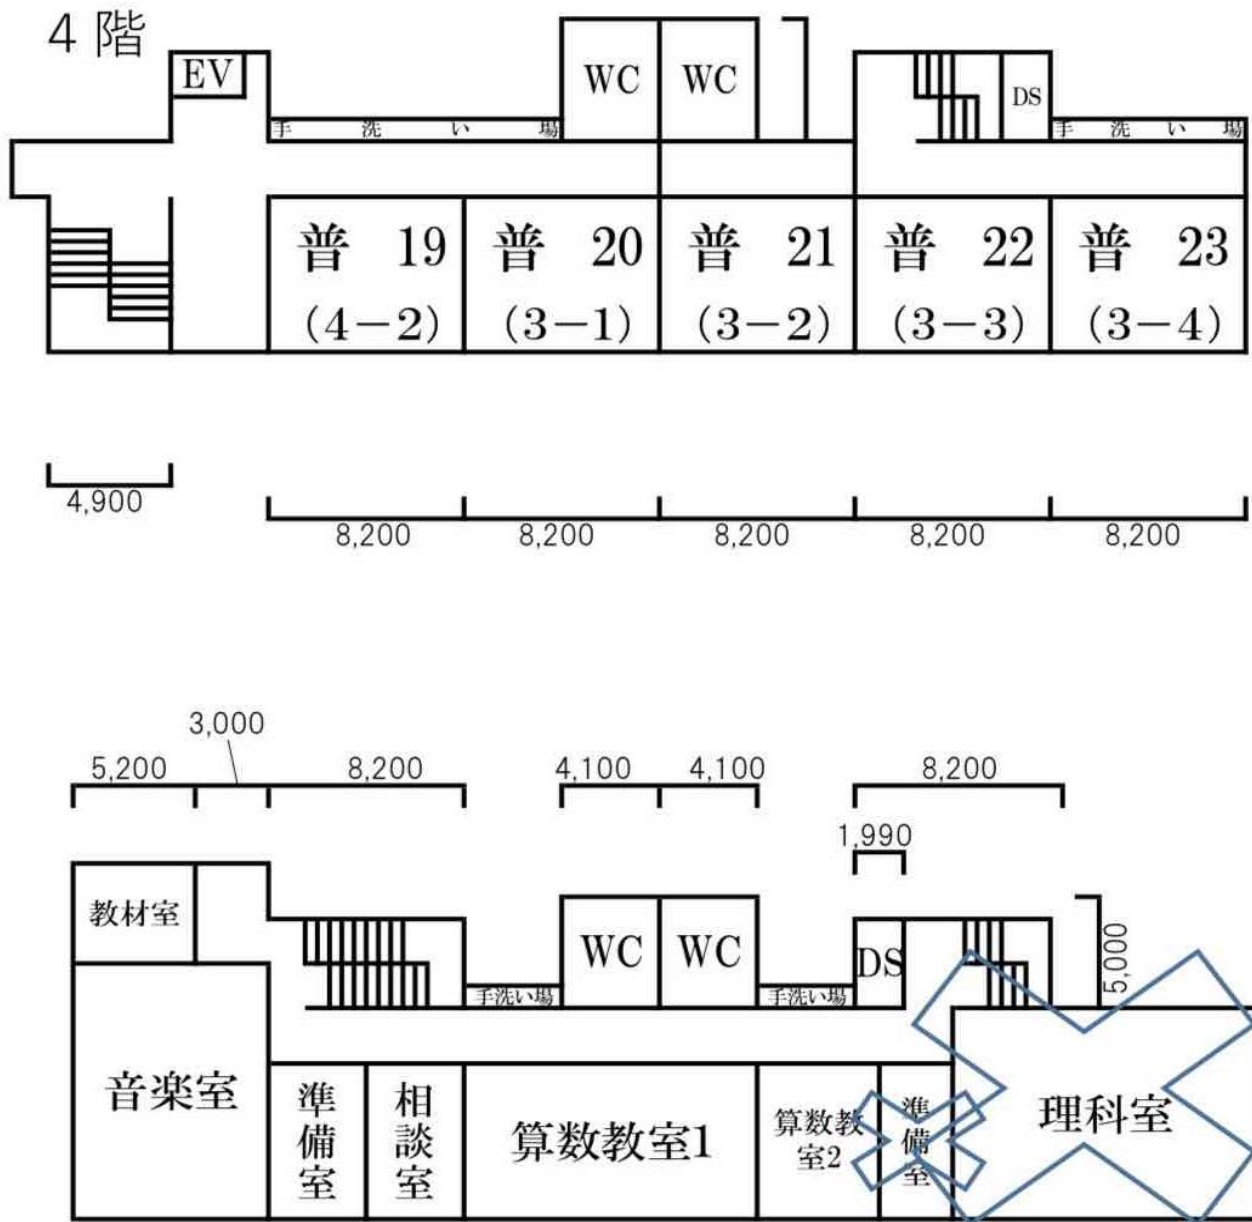 4 階
EV
WC
WC
DS
手洗い場
手洗い場
普 19
普 20
普 21
普 22
普 23
(4−2)
(3−1)
(3−2)
(3−3)
(3−4)
4,900
8,200
8,200
8,200
8,200
8,200
3,000
5,200
8,200
4,100
4,100
8,200
1,990
教材室
WC
WC
DS
5,000
手洗い場
手洗い場
音楽室
準備室
相談室
算数教室1
算数教
室2
準備室
理科室